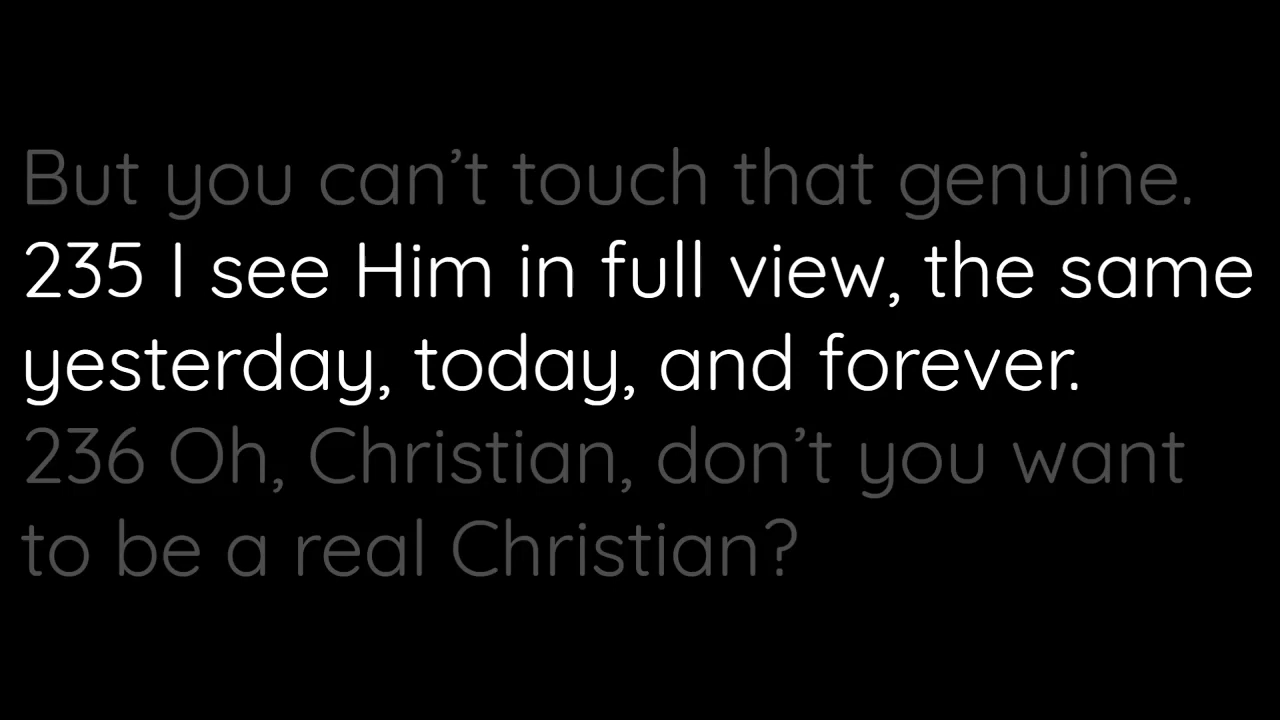 But you can’t touch that genuine.
235 I see Him in full view, the same
yesterday, today, and forever.
236 Oh, Christian, don’t you want
to be a real Christian?